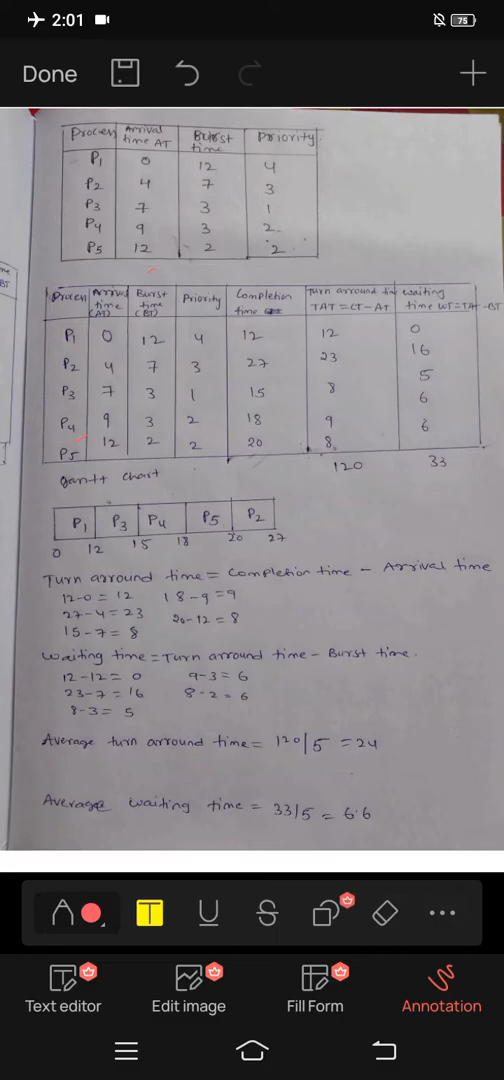 2:01
75
Done
Process Arrival time AT Burst time Priority
P1 0 12 4
P2 4 7 3
P3 7 3 1
P4 9 3 2
P5 12 2 2
Process Arrival time (AT) Burst time (BT) Priority Completion time Turn arround tim TAT=CT-AT waiting time WT=TAT-BT
P1 0 12 4 12 12 0
P2 4 7 3 27 23 16
P3 7 3 1 15 8 5
P4 9 3 2 18 9 6
P5 12 2 2 20 8 6
120 33
gantt chart
P1 P3 P4 P5 P2
0 12 15 18 20 27
Turn arround time = Completion time - Arrival time
12-0 = 12 18-9 = 9
27-4 = 23 20-12 = 8
15-7 = 8
waiting time = Turn arround time - Burst time.
12-12 = 0 9-3 = 6
23-7 = 16 8-2 = 6
8-3 = 5
Average turn arround time = 120/5 = 24
Average waiting time = 33/5 = 6.6
BT
Text editor
Edit image
Fill Form
Annotation